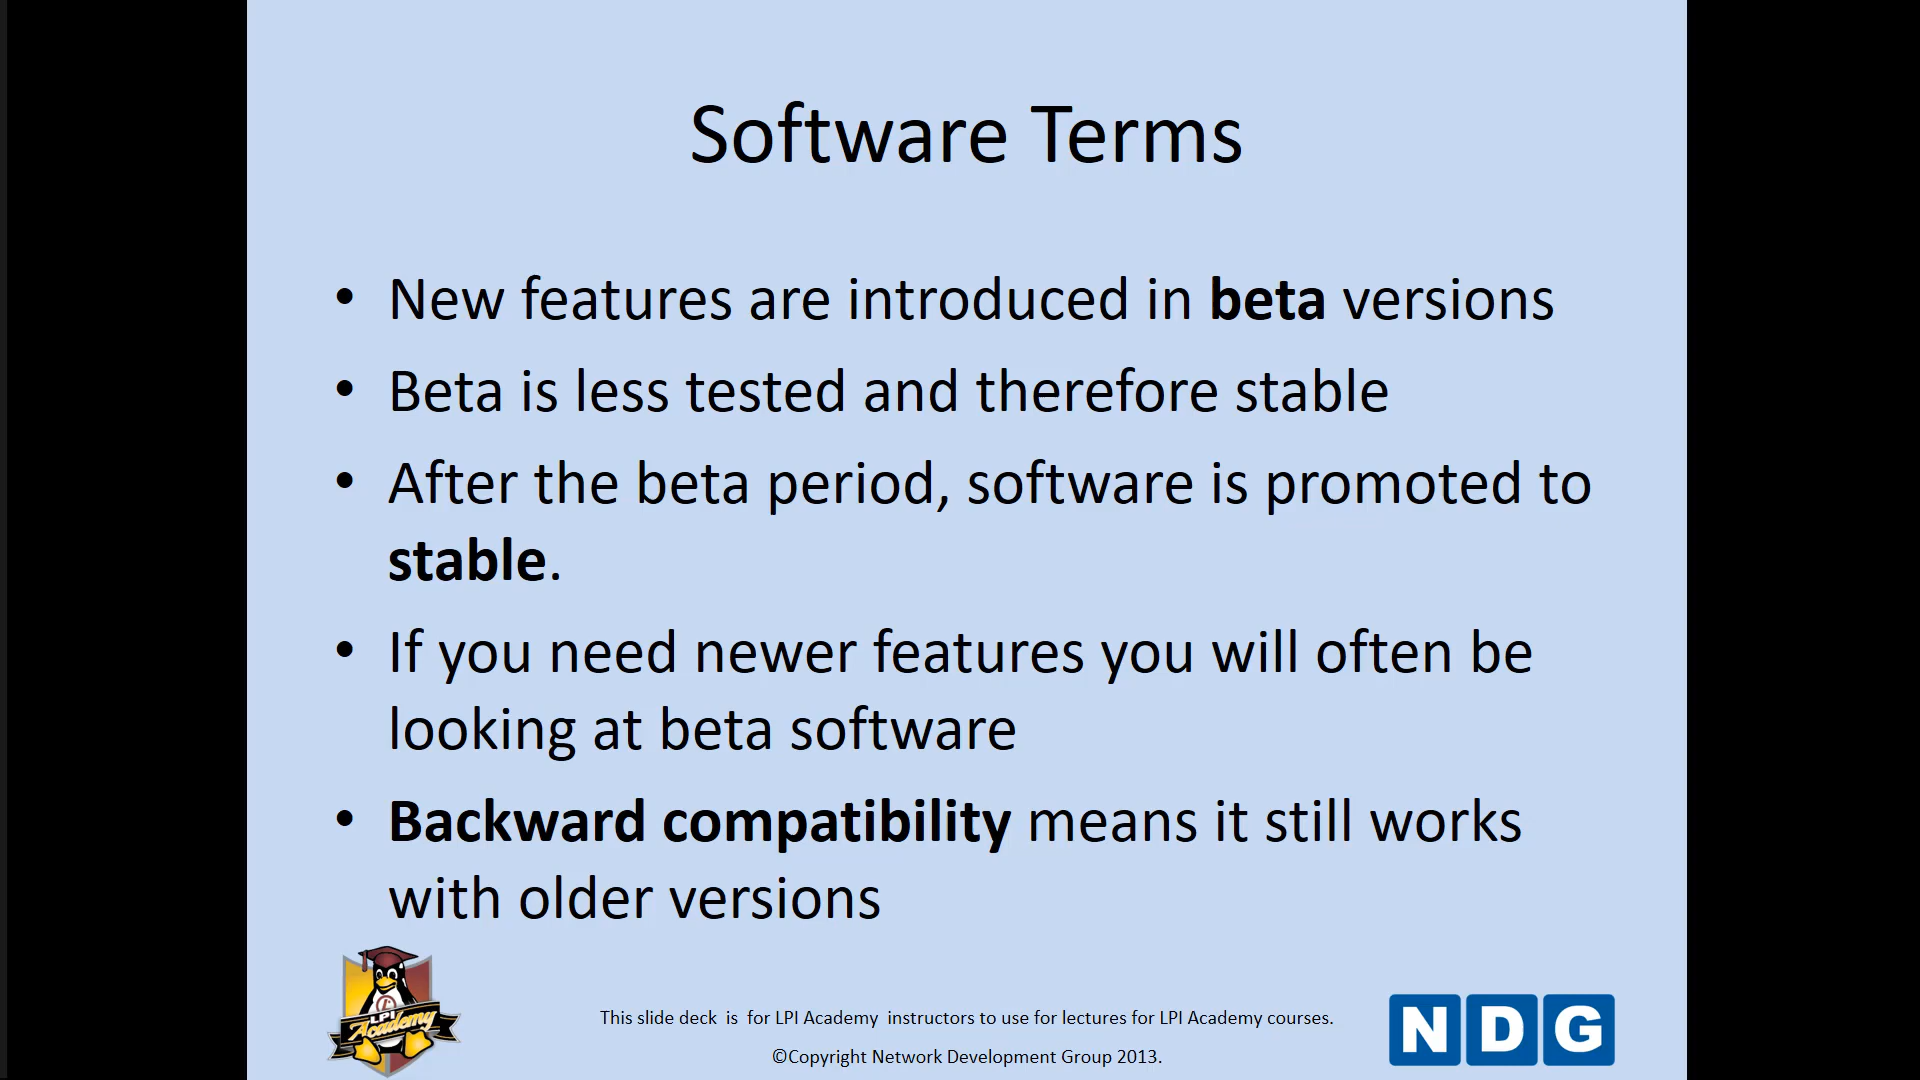 Software Terms
• New features are introduced in beta versions
• Beta is less tested and therefore stable
• After the beta period, software is promoted to
stable.
• If you need newer features you will often be
looking at beta software
• Backward compatibility means it still works
with older versions
LPI
Academy
This slide deck is for LPI Academy instructors to use for lectures for LPI Academy courses.
©Copyright Network Development Group 2013.
NDG